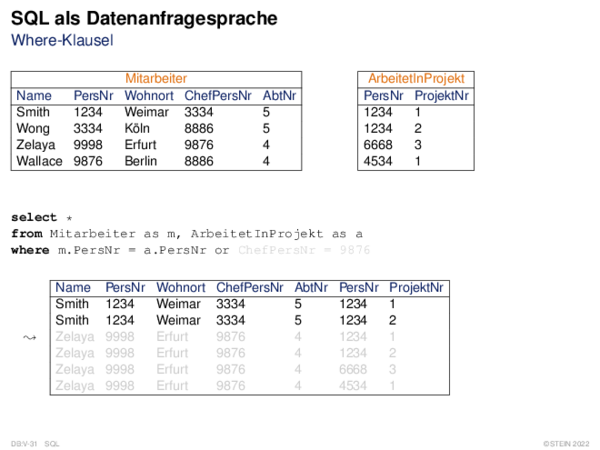 SQL als Datenanfragesprache
Where-Klausel
Mitarbeiter
Name PersNr Wohnort ChefPersNr AbtNr
Smith 1234 Weimar 3334 5
Wong 3334 Köln 8886 5
Zelaya 9998 Erfurt 9876 4
Wallace 9876 Berlin 8886 4
ArbeitetInProjekt
PersNr ProjektNr
1234 1
1234 2
6668 3
4534 1
select *
from Mitarbeiter as m, ArbeitetInProjekt as a
where m.PersNr = a.PersNr or ChefPersNr = 9876
Name PersNr Wohnort ChefPersNr AbtNr PersNr ProjektNr
Smith 1234 Weimar 3334 5 1234 1
Smith 1234 Weimar 3334 5 1234 2
⤳ Zelaya 9998 Erfurt 9876 4 1234 1
Zelaya 9998 Erfurt 9876 4 1234 2
Zelaya 9998 Erfurt 9876 4 6668 3
Zelaya 9998 Erfurt 9876 4 4534 1
DB:V-31 SQL
©STEIN 2022